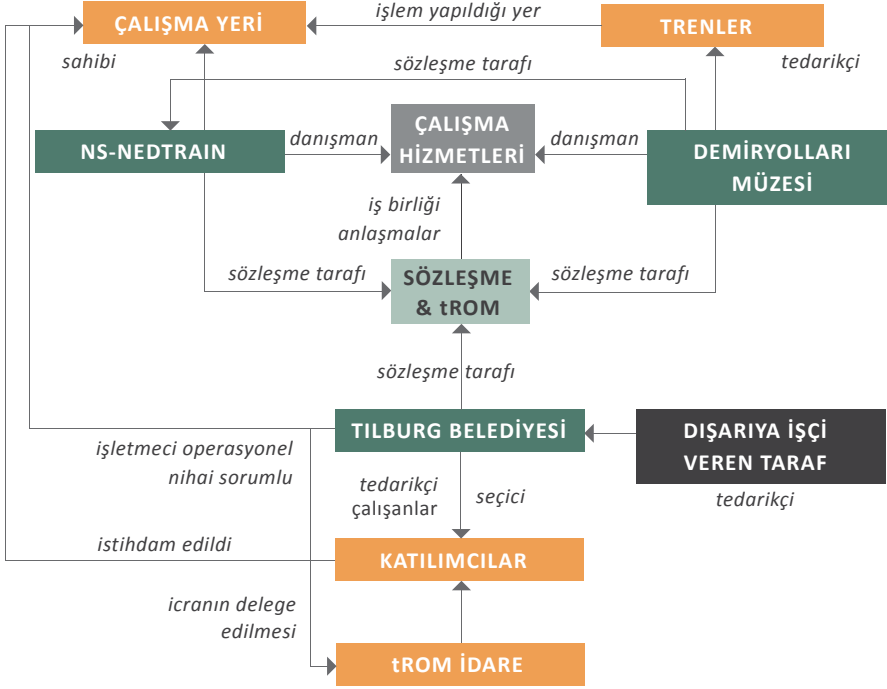 ÇALIŞMA YERİ
işlem yapıldığı yer
TRENLER
sahibi
sözleşme tarafı
tedarikçi
NS-NEDTRAIN
danışman
ÇALIŞMA
HİZMETLERİ
danışman
DEMİRYOLLARI
MÜZESİ
iş birliği
anlaşmalar
sözleşme tarafı
SÖZLEŞME
& tROM
sözleşme tarafı
sözleşme tarafı
TILBURG BELEDİYESİ
DIŞARIYA İŞÇİ
VEREN TARAF
işletmeci operasyonel
nihai sorumlu
tedarikçi
çalışanlar
seçici
tedarikçi
istihdam edildi
KATILIMCILAR
icranın delege
edilmesi
tROM İDARE